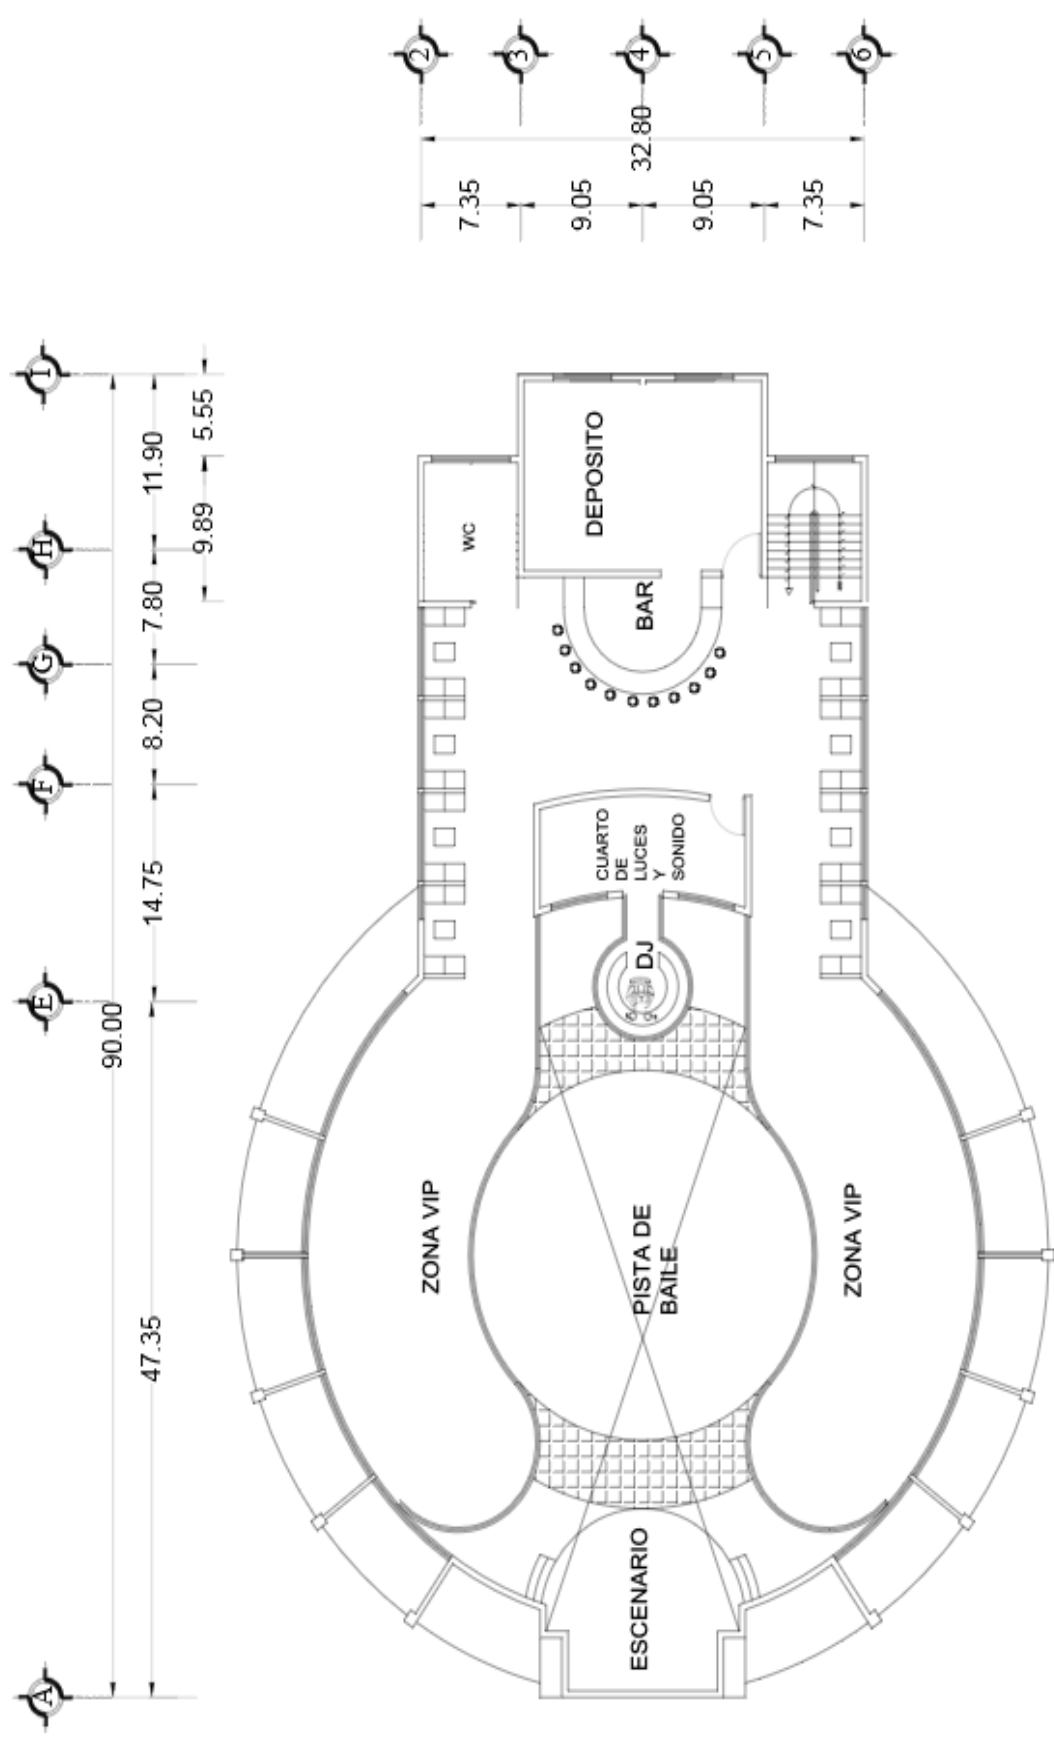 2
3
4
5
6
32.80
7.35
9.05
9.05
7.35
I
H
G
F
E
A
90.00
11.90
7.80
8.20
14.75
47.35
5.55
9.89
DEPOSITO
WC
BAR
CUARTO
DE
LUCES
Y
SONIDO
DJ
ZONA VIP
PISTA DE
BAILE
ZONA VIP
ESCENARIO